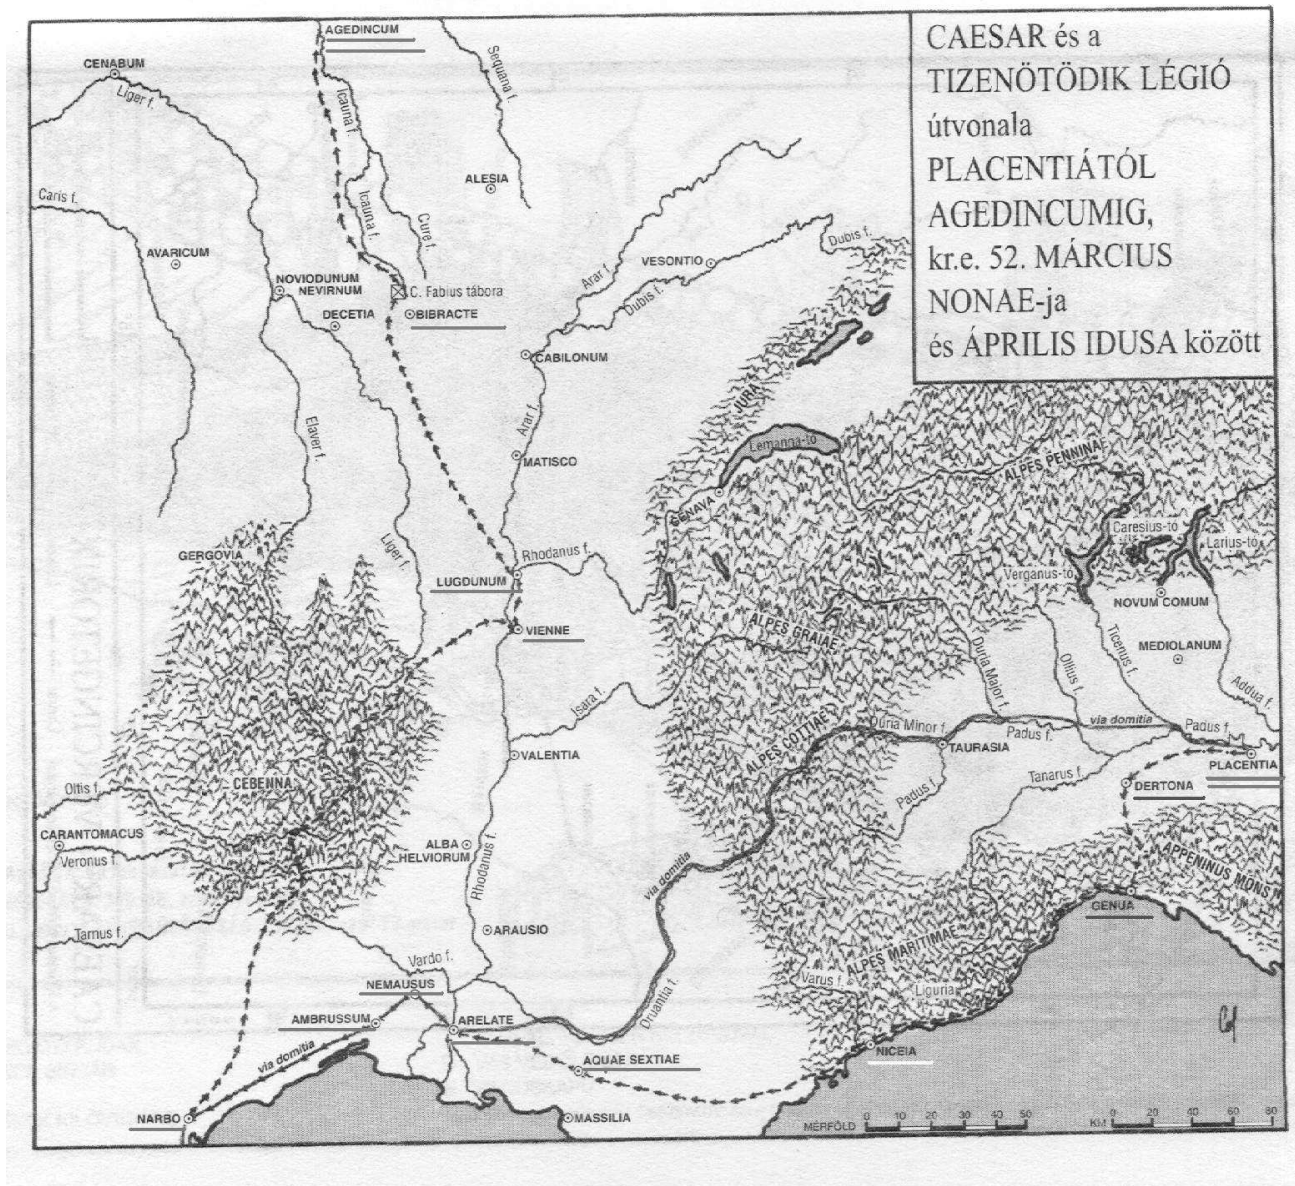 CAESAR és a
TIZENÖTÖDIK LÉGIÓ
útvonala
PLACENTIÁTÓL
AGEDINCUMIG,
kr.e. 52. MÁRCIUS
NONAE-ja
és ÁPRILIS IDUSA között
AGEDINCUM
CENABUM
Liger f.
Icauna f.
Sequana f.
Caris f.
ALESIA
Icauna f.
Cure f.
AVARICUM
NOVIODUNUM
NEVIRNUM
C. Fabius tábora
DECETIA
BIBRACTE
VESONTIO
Dubis f.
Arar f.
Dubis f.
CABILONUM
JURA
Arar f.
Elaver f.
MATISCO
Lemanna-tó
ALPES PENNINAE
GENAVA
GERGOVIA
Liger f.
Rhodanus f.
LUGDUNUM
Caresius-tó
Larius-tó
Verganus-tó
NOVUM COMUM
VIENNE
ALPES GRAIAE
Duria Major f.
Ollius f.
Ticenus f.
MEDIOLANUM
Addua f.
Isara f.
VALENTIA
ALPES COTTIAE
Duria Minor f.
via domitia
Padus f.
Padus f.
TAURASIA
PLACENTIA
CEBENNA
Oltis f.
Padus f.
Tanarus f.
DERTONA
CARANTOMACUS
Veronus f.
ALBA
HELVIORUM
Rhodanus f.
via domitia
APPENINUS MONS
GENUA
Tarnus f.
ARAUSIO
ALPES MARITIMAE
Vardo f.
Varus f.
Liguria
NEMAUSUS
Druantia f.
AMBRUSSUM
ARELATE
via domitia
AQUAE SEXTIAE
NICEIA
NARBO
MASSILIA
MÉRFÖLD
0 10 20 30 40 50
KM
0 20 40 60 80